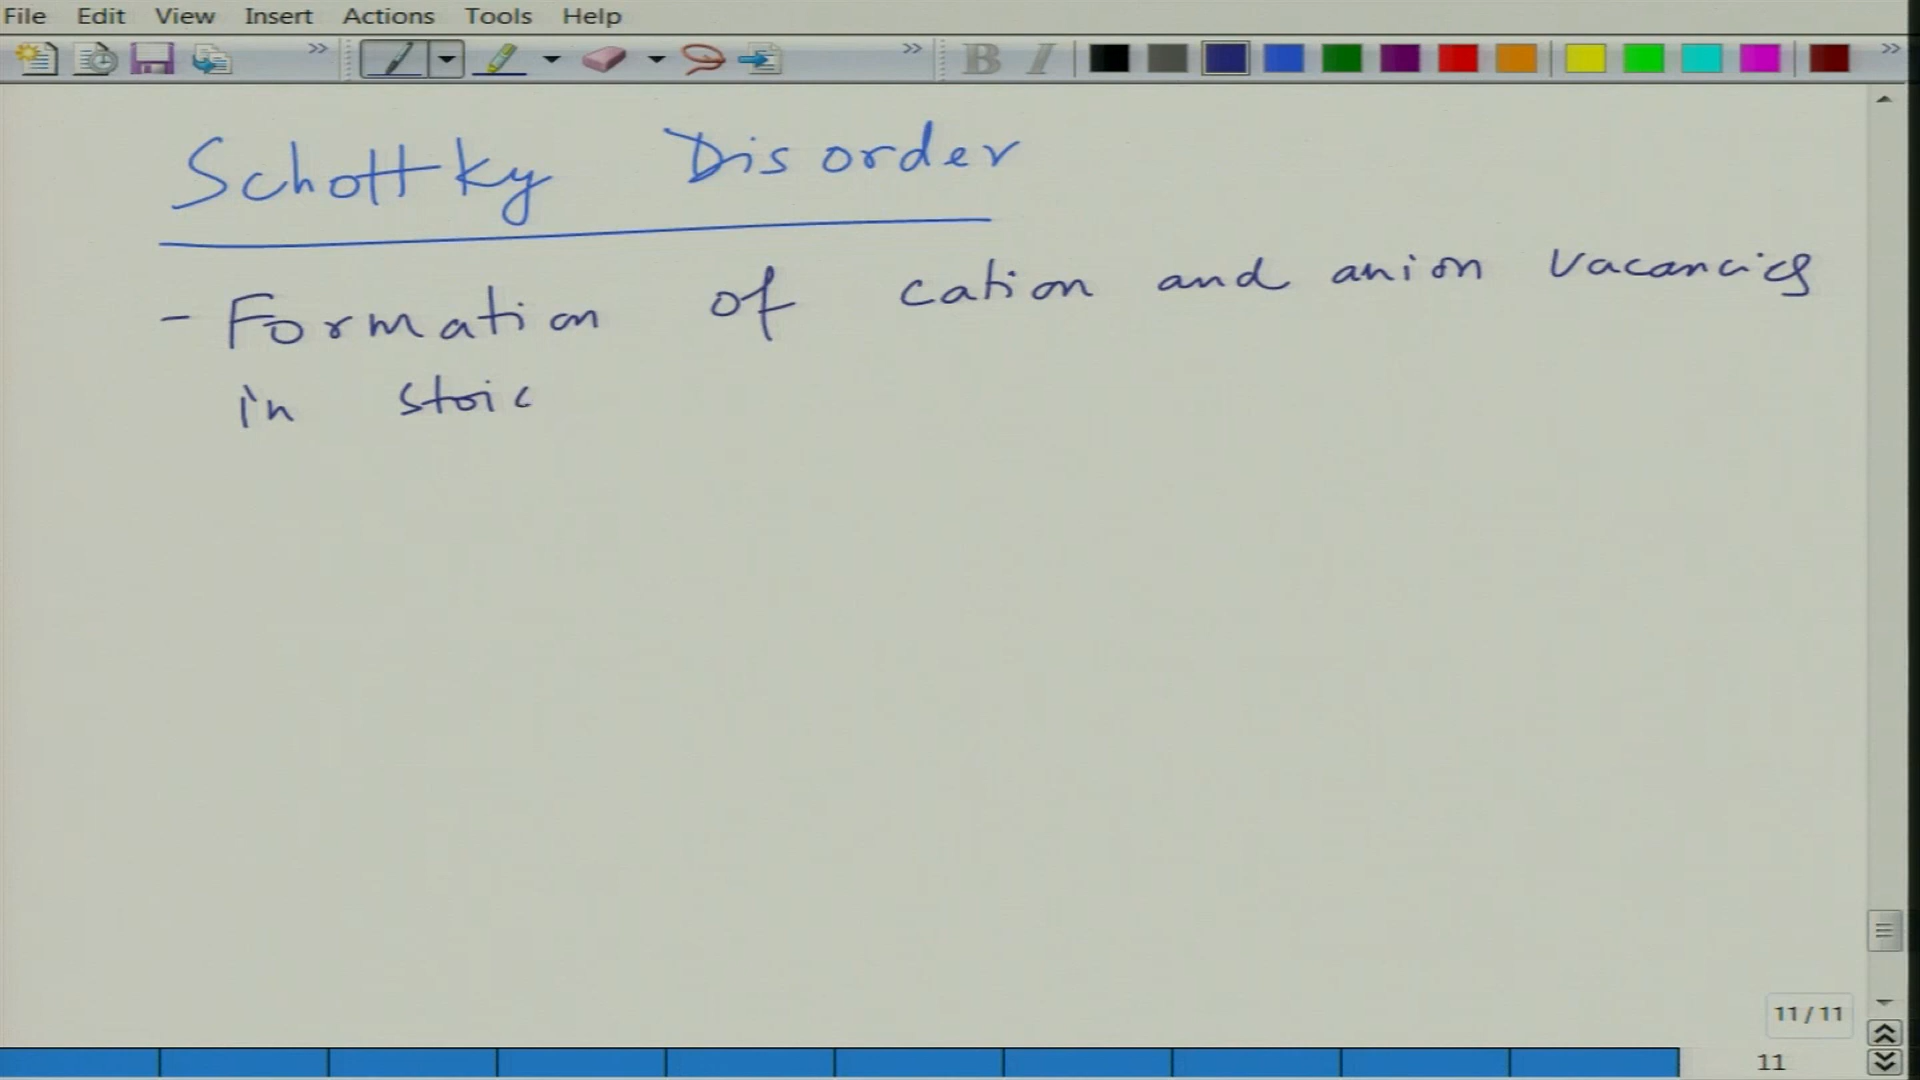 File Edit View Insert Actions Tools Help
B I
Schottky Disorder
- Formation of cation and anion vacancies
in stoic
11 / 11
11